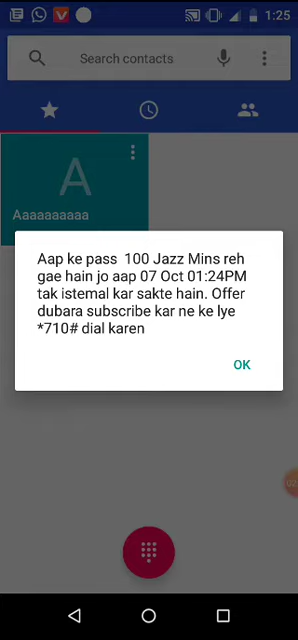 1:25
Search contacts
A
Aaaaaaaaaa
Aap ke pass  100 Jazz Mins reh
gae hain jo aap 07 Oct 01:24PM
tak istemal kar sakte hain. Offer
dubara subscribe kar ne ke lye
*710# dial karen
OK